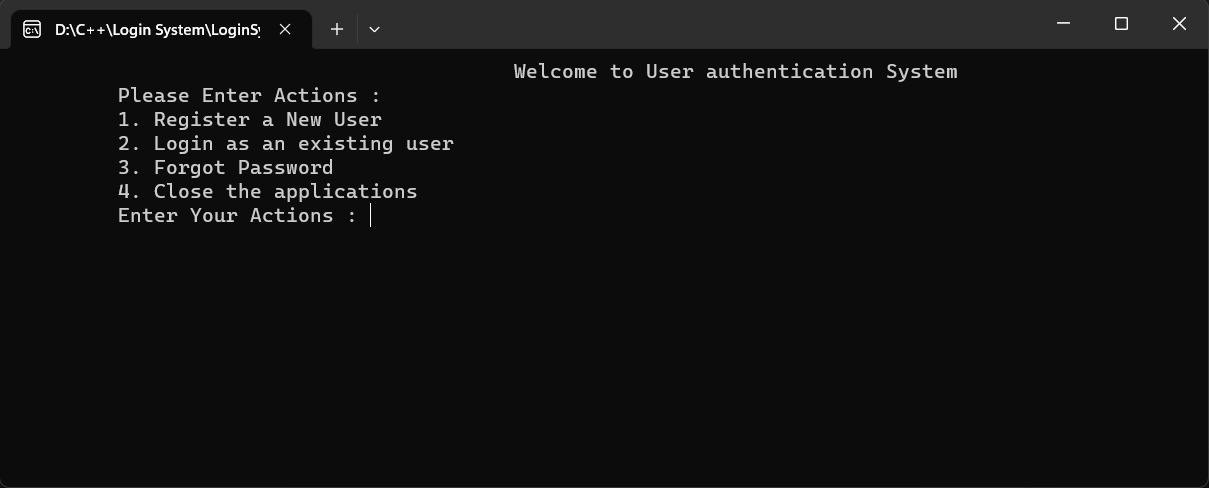 D:\C++\Login System\LoginSy
Welcome to User authentication System
Please Enter Actions :
1. Register a New User
2. Login as an existing user
3. Forgot Password
4. Close the applications
Enter Your Actions :